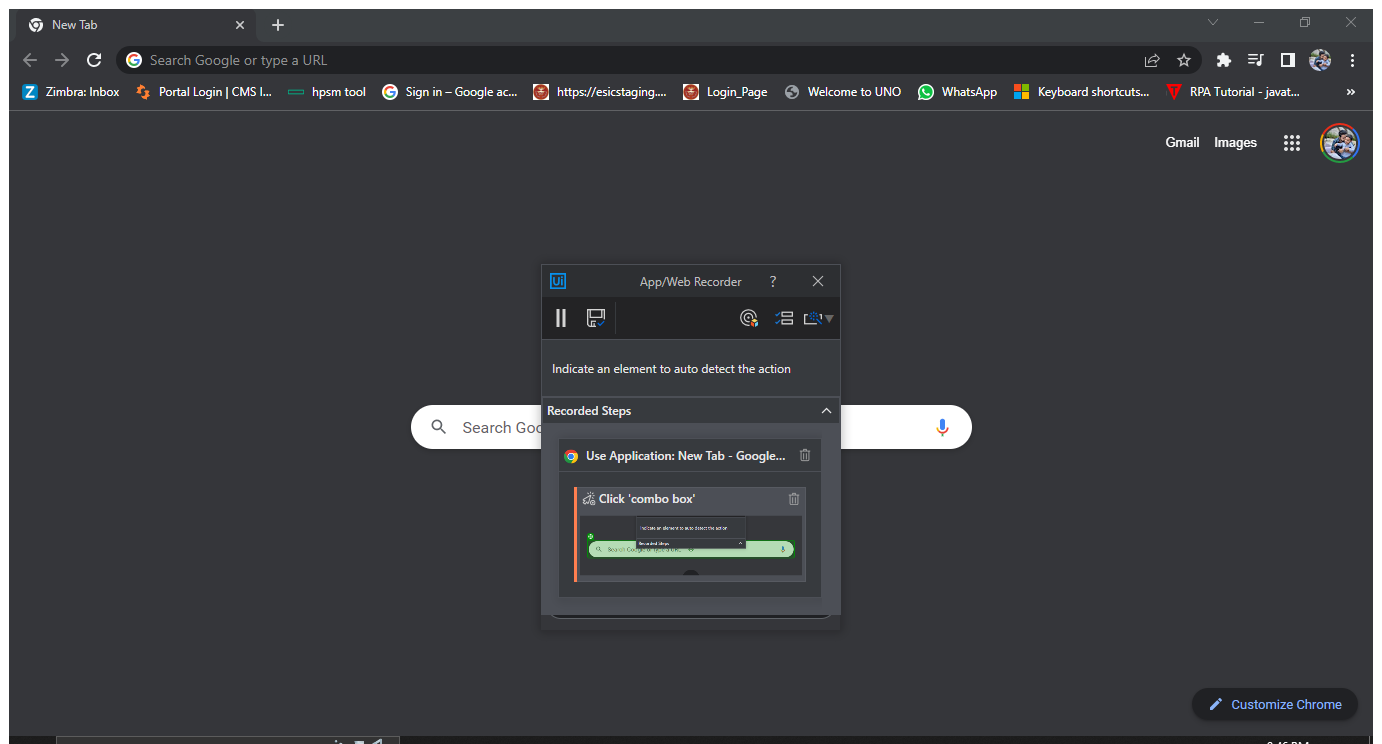 New Tab
Search Google or type a URL
Zimbra: Inbox Portal Login | CMS I... hpsm tool Sign in – Google ac... https://esicstaging.... Login_Page Welcome to UNO WhatsApp Keyboard shortcuts... RPA Tutorial - javat... »
Gmail Images
Ui App/Web Recorder ?
Indicate an element to auto detect the action
Recorded Steps
Search Goo
Use Application: New Tab - Google...
Click 'combo box'
Indicate an element to auto detect the action
Recorded Steps
Search Google or type a URL
Customize Chrome